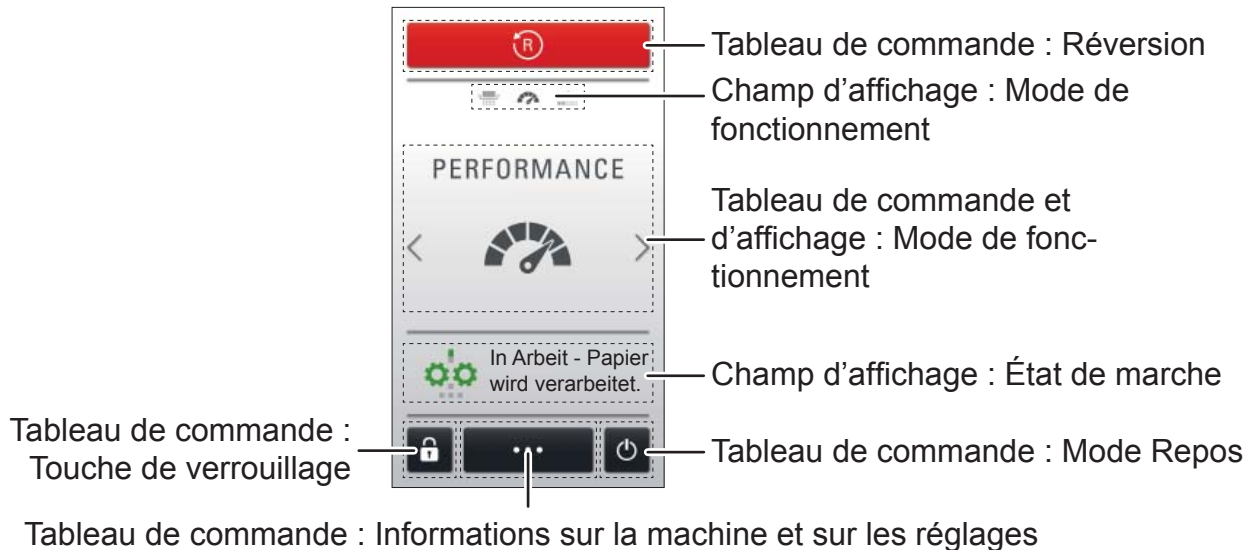 R
Tableau de commande : Réversion
Champ d’affichage : Mode de
fonctionnement
PERFORMANCE
Tableau de commande et
d’affichage : Mode de fonc-
tionnement
In Arbeit - Papier
wird verarbeitet.
Champ d’affichage : État de marche
Tableau de commande :
Touche de verrouillage
Tableau de commande : Mode Repos
Tableau de commande : Informations sur la machine et sur les réglages